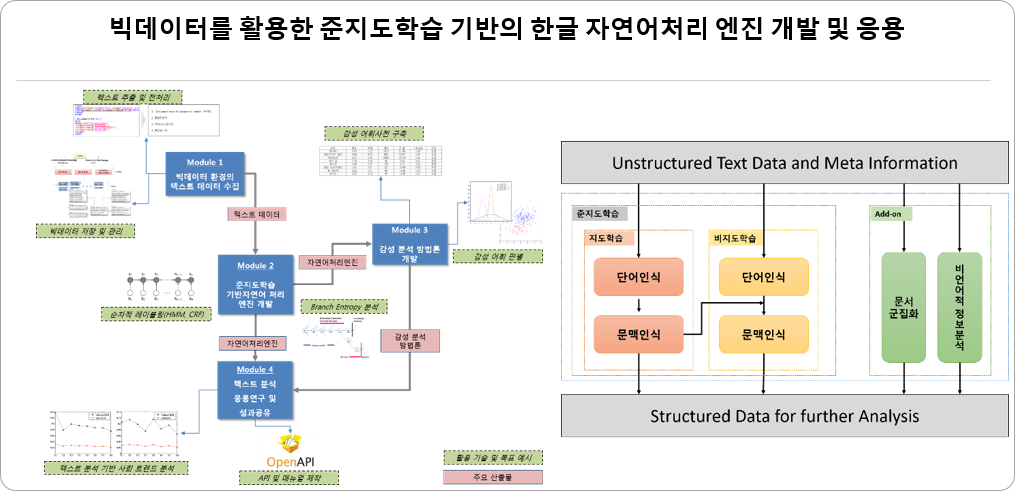 빅데이터를 활용한 준지도학습 기반의 한글 자연어처리 엔진 개발 및 응용
텍스트 추출 및 전처리
Module 1
빅데이터 환경의
텍스트 데이터 수집
빅데이터 저장 및 관리
텍스트 데이터
감성 어휘사전 구축
Module 3
감성 분석 방법론
개발
감성 어휘 판별
Module 2
준지도학습
기반자연어 처리
엔진 개발
자연어처리엔진
순차적 레이블링(HMM, CRF)
Branch Entropy 분석
자연어처리엔진
감성 분석
방법론
Module 4
텍스트 분석
응용연구 및
성과공유
텍스트 분석 기반 사회 트렌드 분석
OpenAPI
API 및 매뉴얼 제작
활용 기술 및 목표 예시
주요 산출물
Unstructured Text Data and Meta Information
준지도학습
지도학습
비지도학습
Add-on
단어인식
단어인식
문맥인식
문맥인식
문서
군집화
비언어적
정보분석
Structured Data for further Analysis